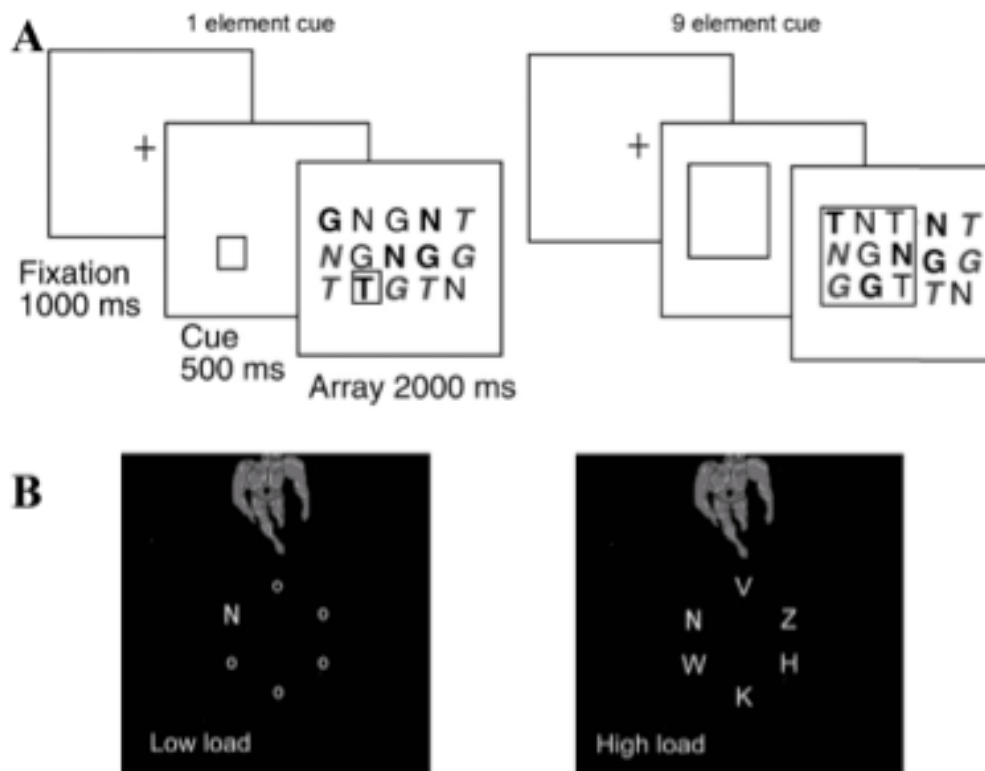 A
1 element cue
9 element cue
Fixation
1000 ms
Cue
500 ms
Array 2000 ms
G N G N T
N G N G G
T T G T N
T N T N T
N G N G G
G G T T N
B
N o o o o o
Low load
V
N Z
W H
K
High load